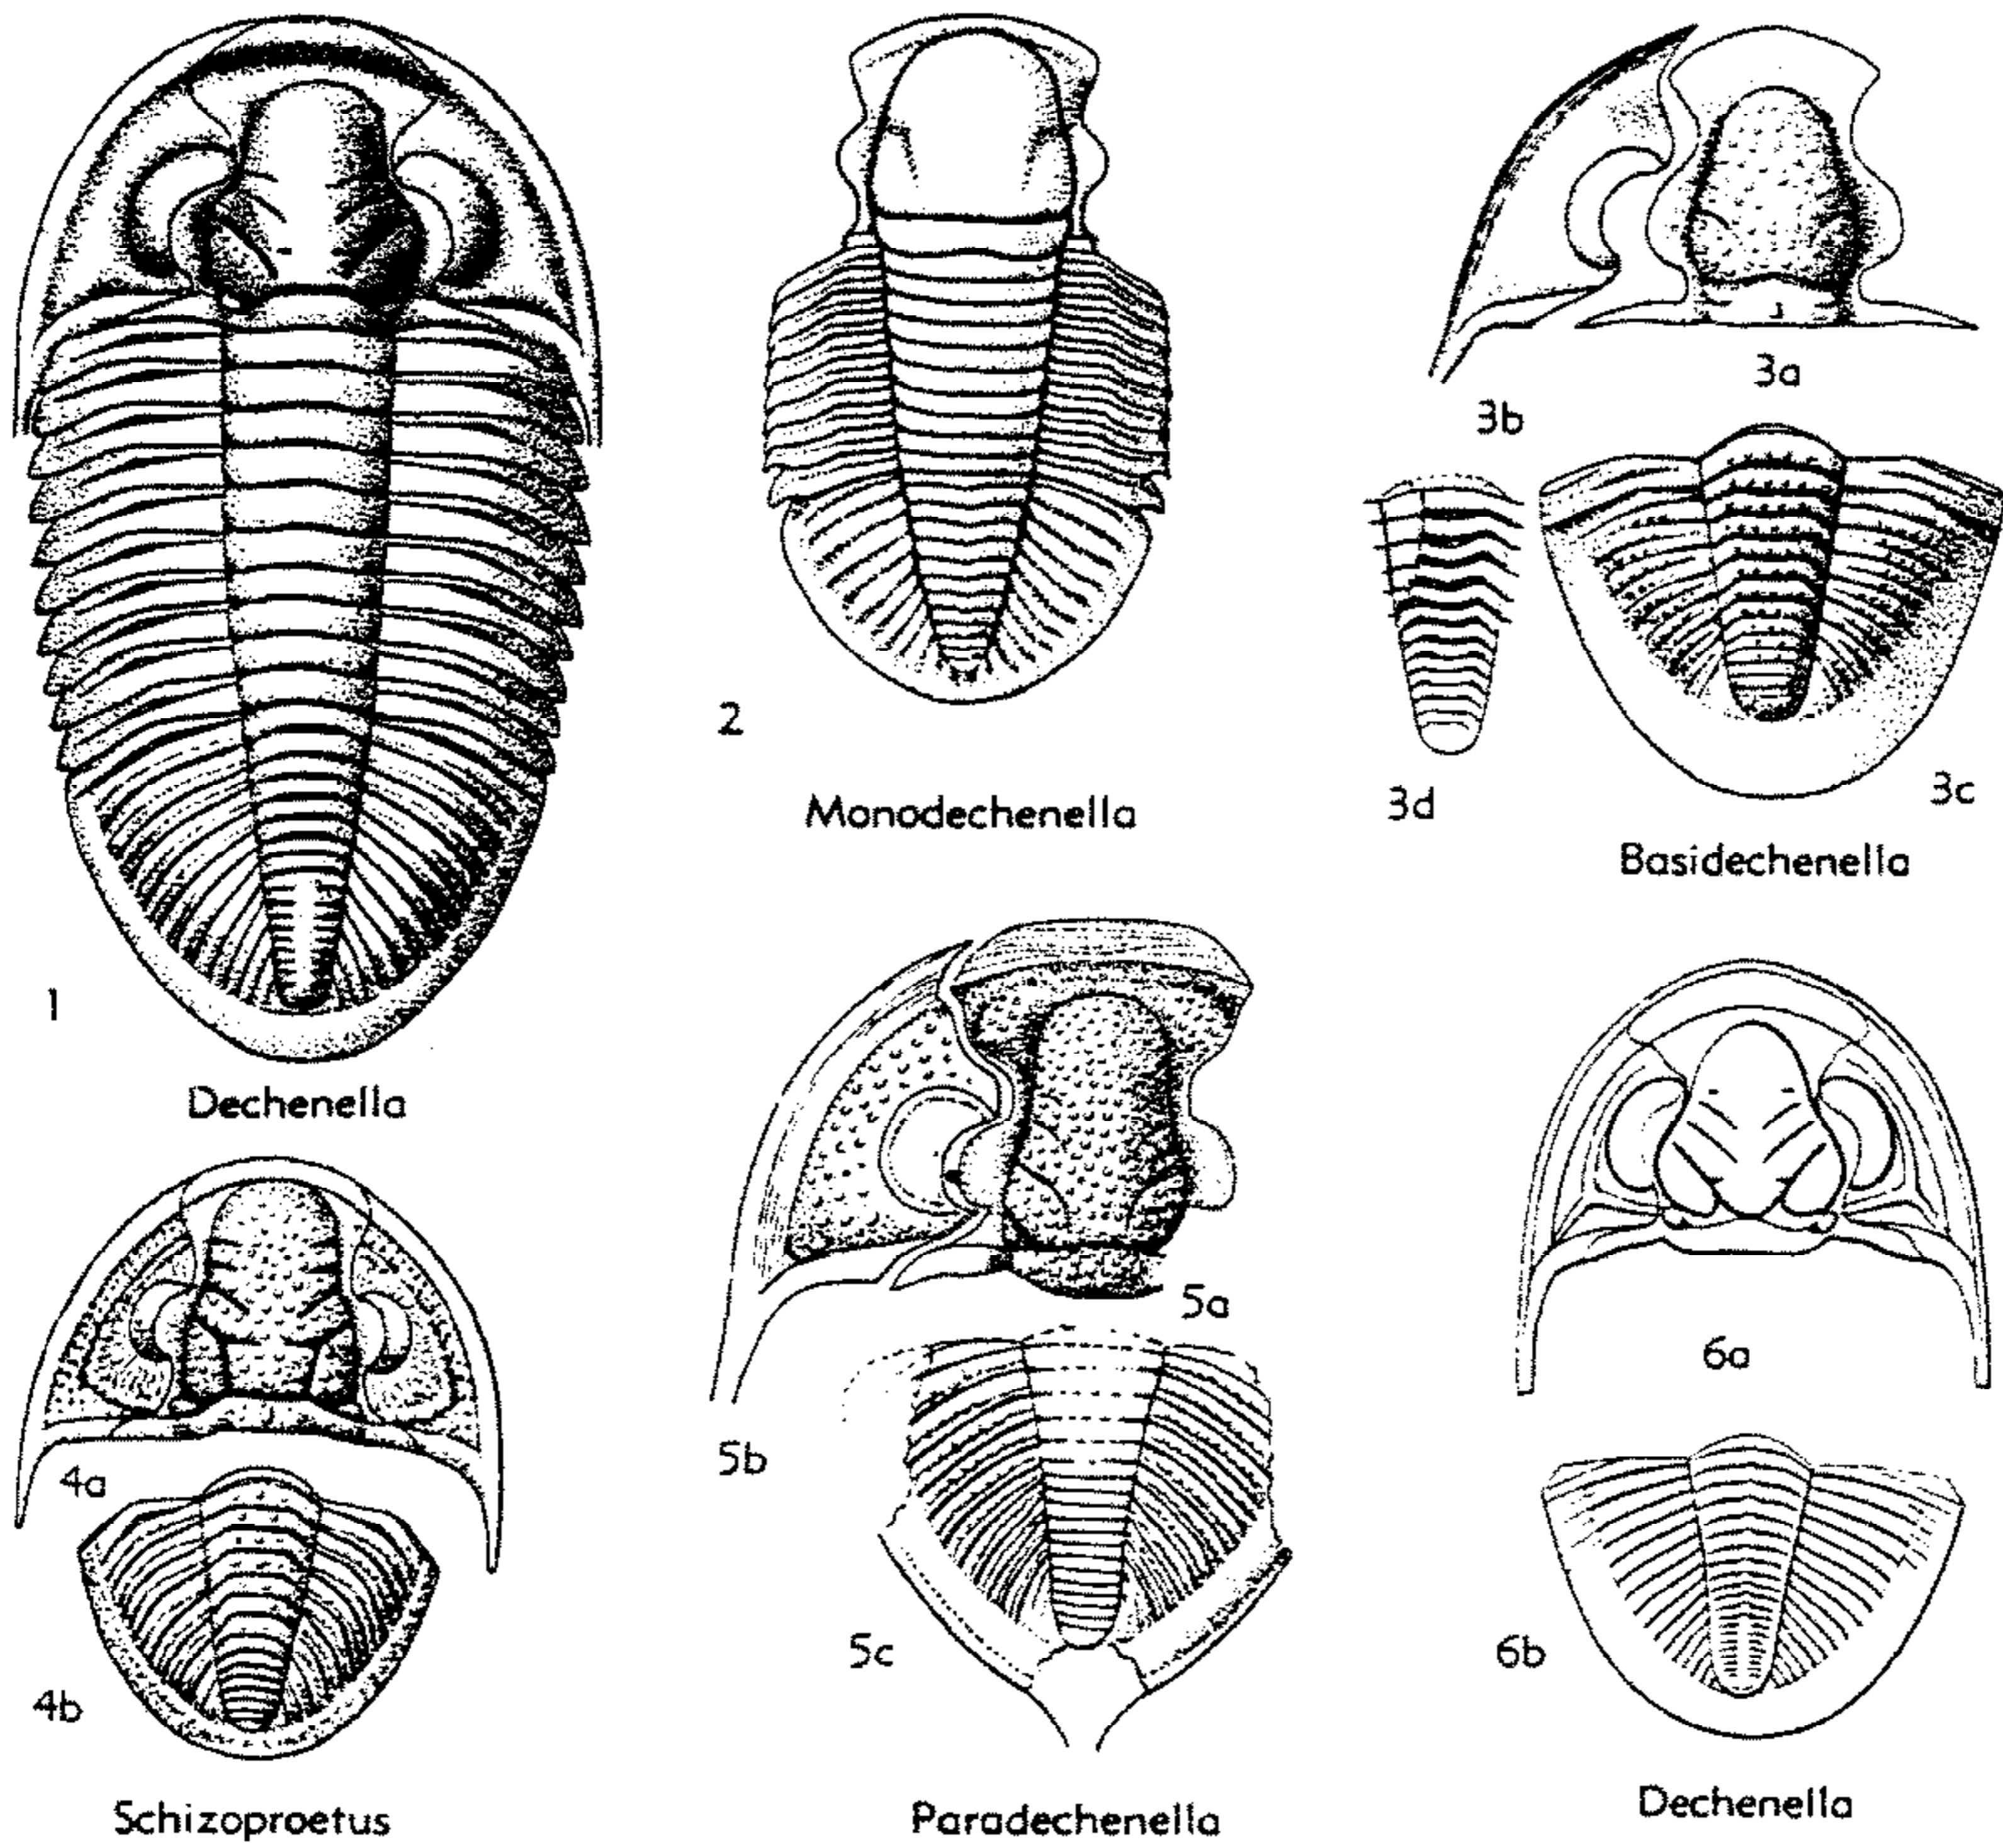 1
Dechenella
2
Monodechenella
3a
3b
3c
3d
Basidechenella
4a
4b
Schizoproetus
5a
5b
5c
Paradechenella
6a
6b
Dechenella